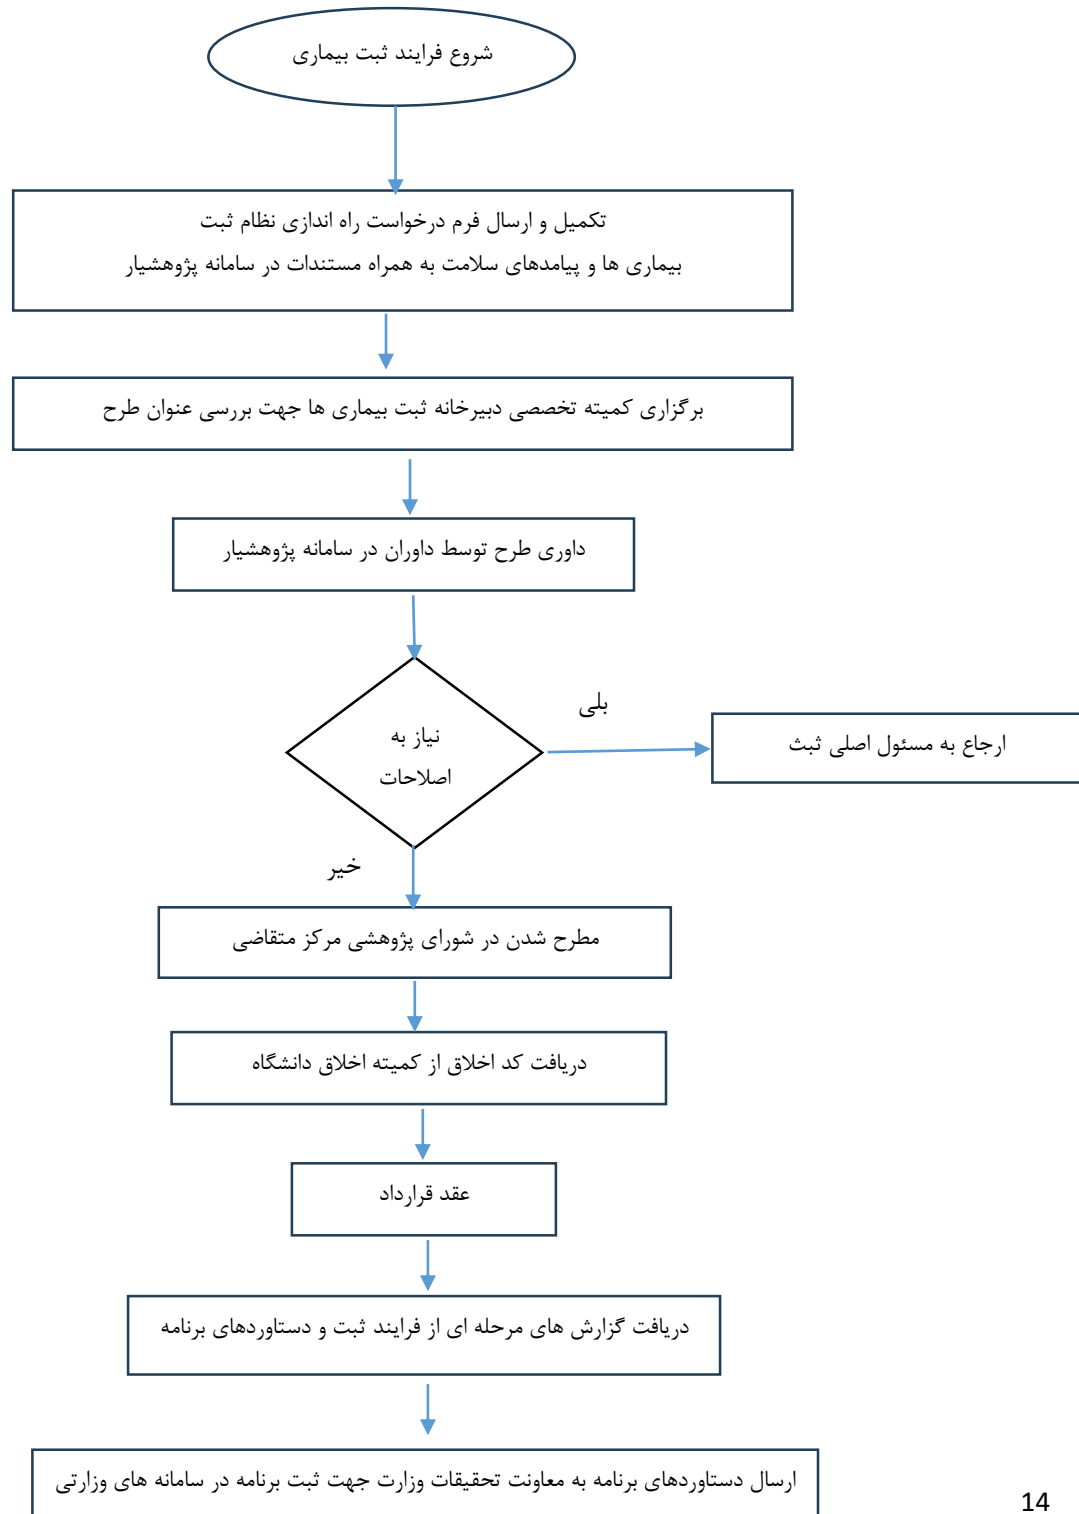 شروع فرایند ثبت بیماری
تکمیل و ارسال فرم درخواست راه اندازی نظام ثبت
بیماری ها و پیامدهای سلامت به همراه مستندات در سامانه پژوهشیار
برگزاری کمیته تخصصی دبیرخانه ثبت بیماری ها جهت بررسی عنوان طرح
داوری طرح توسط داوران در سامانه پژوهشیار
بلی
نیاز به
اصلاحات
ارجاع به مسئول اصلی ثبث
خیر
مطرح شدن در شورای پژوهشی مرکز متقاضی
دریافت کد اخلاق از کمیته اخلاق دانشگاه
عقد قرارداد
دریافت گزارش های مرحله ای از فرایند ثبت و دستاوردهای برنامه
ارسال دستاوردهای برنامه به معاونت تحقیقات وزارت جهت ثبت برنامه در سامانه های وزارتی
14